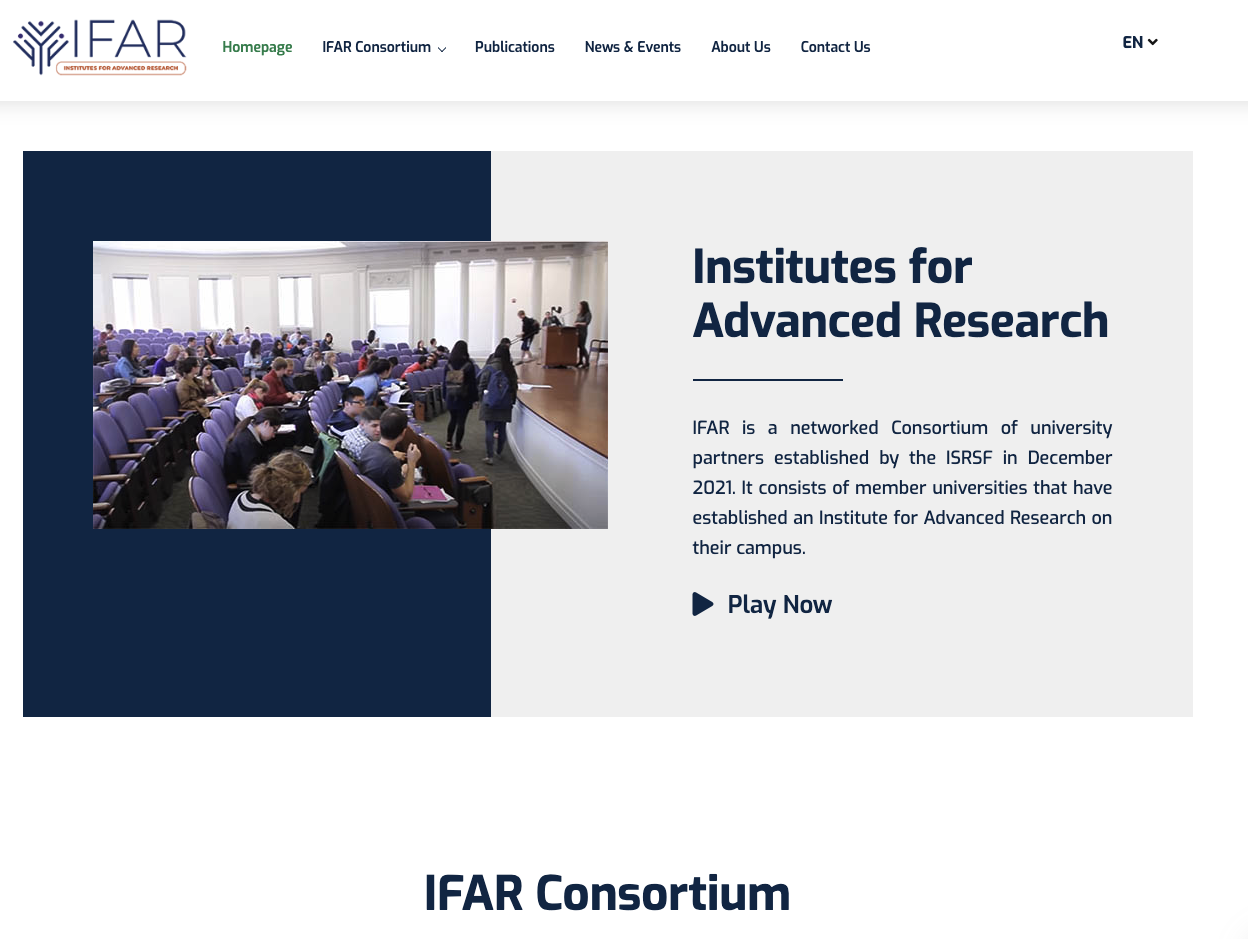 IFAR
INSTITUTES FOR ADVANCED RESEARCH
Homepage
IFAR Consortium
Publications
News & Events
About Us
Contact Us
EN
Institutes for
Advanced Research
IFAR is a networked Consortium of university
partners established by the ISRSF in December
2021. It consists of member universities that have
established an Institute for Advanced Research on
their campus.
Play Now
IFAR Consortium